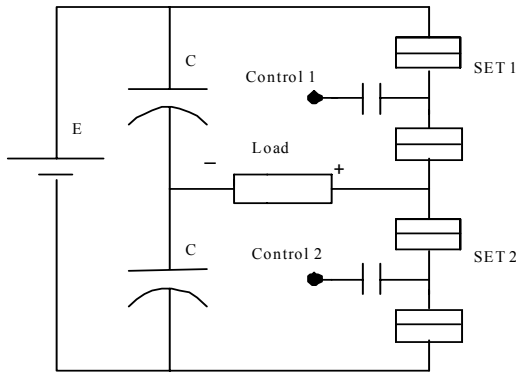 C
SET 1
Control 1
E
Load
− +
C
Control 2
SET 2